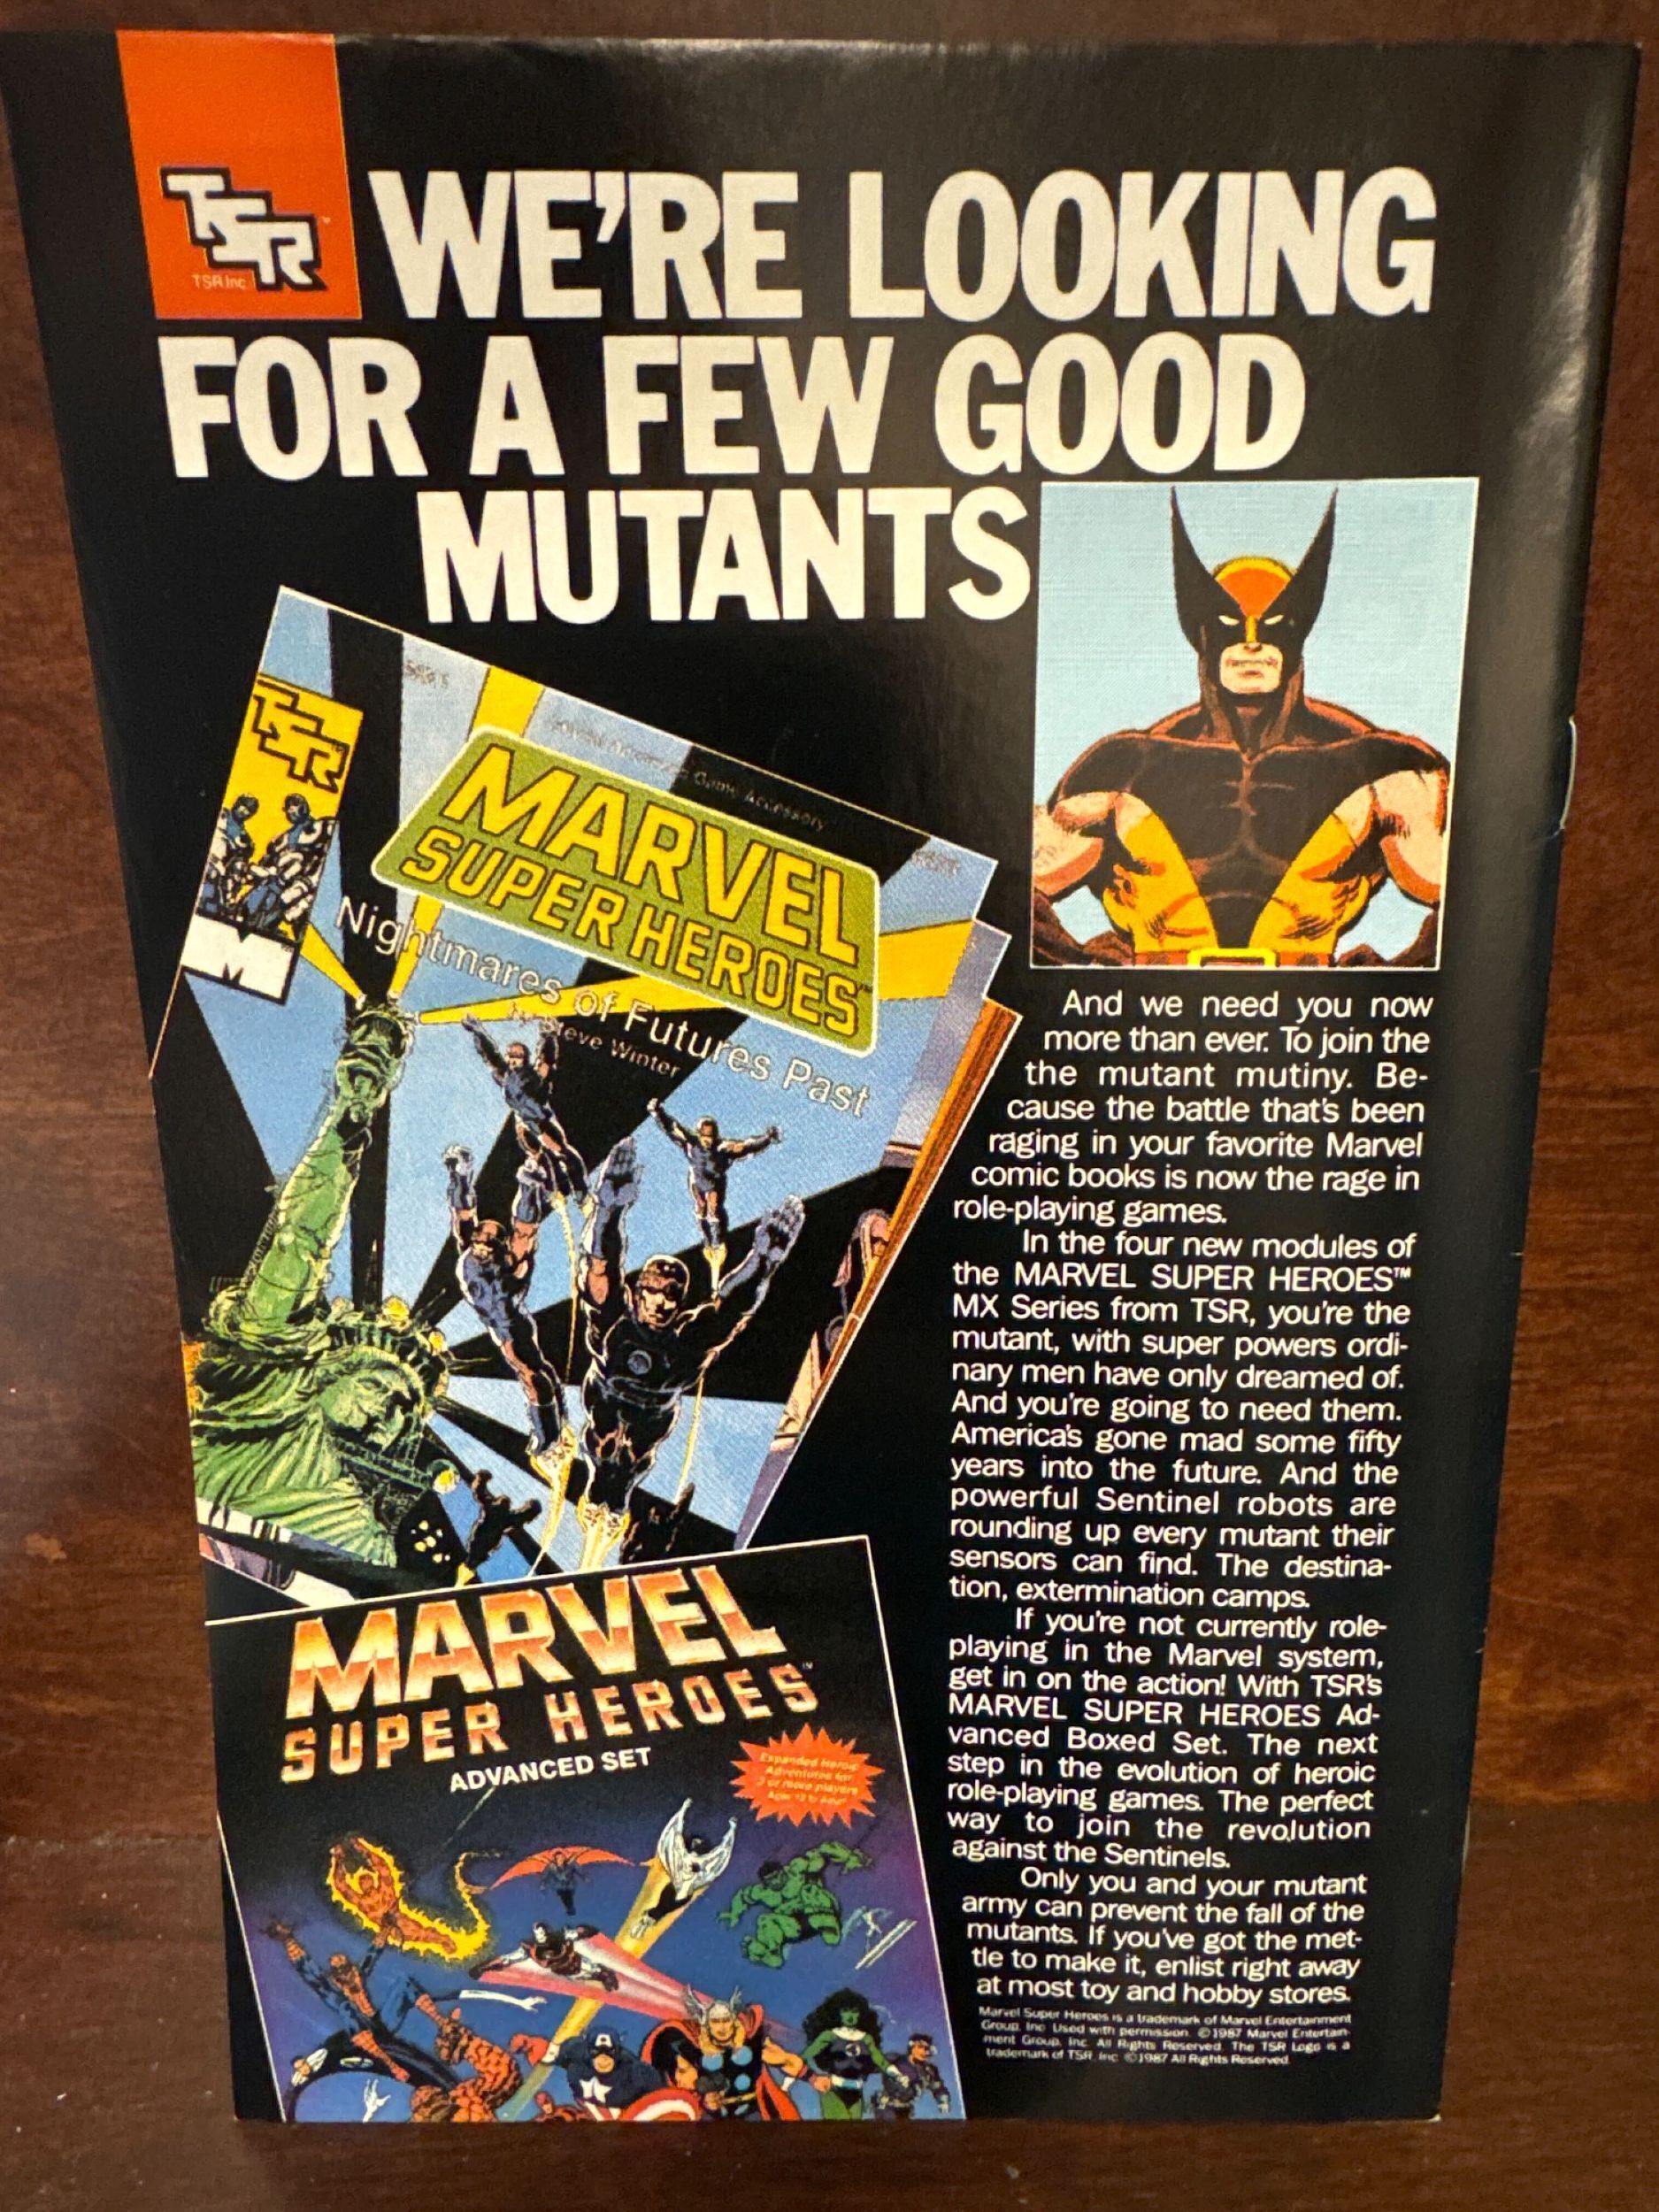 TSR
TSR, Inc
WE'RE LOOKING
FOR A FEW GOOD
MUTANTS
TSR
M
Game Accessory
MARVEL
SUPER HEROES
Nightmares of Futures Past
by Steve Winter
And we need you now
more than ever. To join the
the mutant mutiny. Be-
cause the battle that's been
raging in your favorite Marvel
comic books is now the rage in
role-playing games.
In the four new modules of
the MARVEL SUPER HEROES™
MX Series from TSR, you're the
mutant, with super powers ordi-
nary men have only dreamed of.
And you're going to need them.
America's gone mad some fifty
years into the future. And the
powerful Sentinel robots are
rounding up every mutant their
sensors can find. The destina-
tion, extermination camps.
If you're not currently role-
playing in the Marvel system,
get in on the action! With TSR's
MARVEL SUPER HEROES Ad-
vanced Boxed Set. The next
step in the evolution of heroic
role-playing games. The perfect
way to join the revolution
against the Sentinels.
Only you and your mutant
army can prevent the fall of the
mutants. If you've got the met-
tle to make it, enlist right away
at most toy and hobby stores.
Marvel Super Heroes is a trademark of Marvel Entertainment
Group, Inc. Used with permission. ©1987 Marvel Entertain-
ment Group, Inc. All Rights Reserved. The TSR Logo is a
trademark of TSR, Inc. ©1987 All Rights Reserved.
MARVEL
SUPER HEROES™
ADVANCED SET
Expanded Heroic
Adventures for
3 or more players